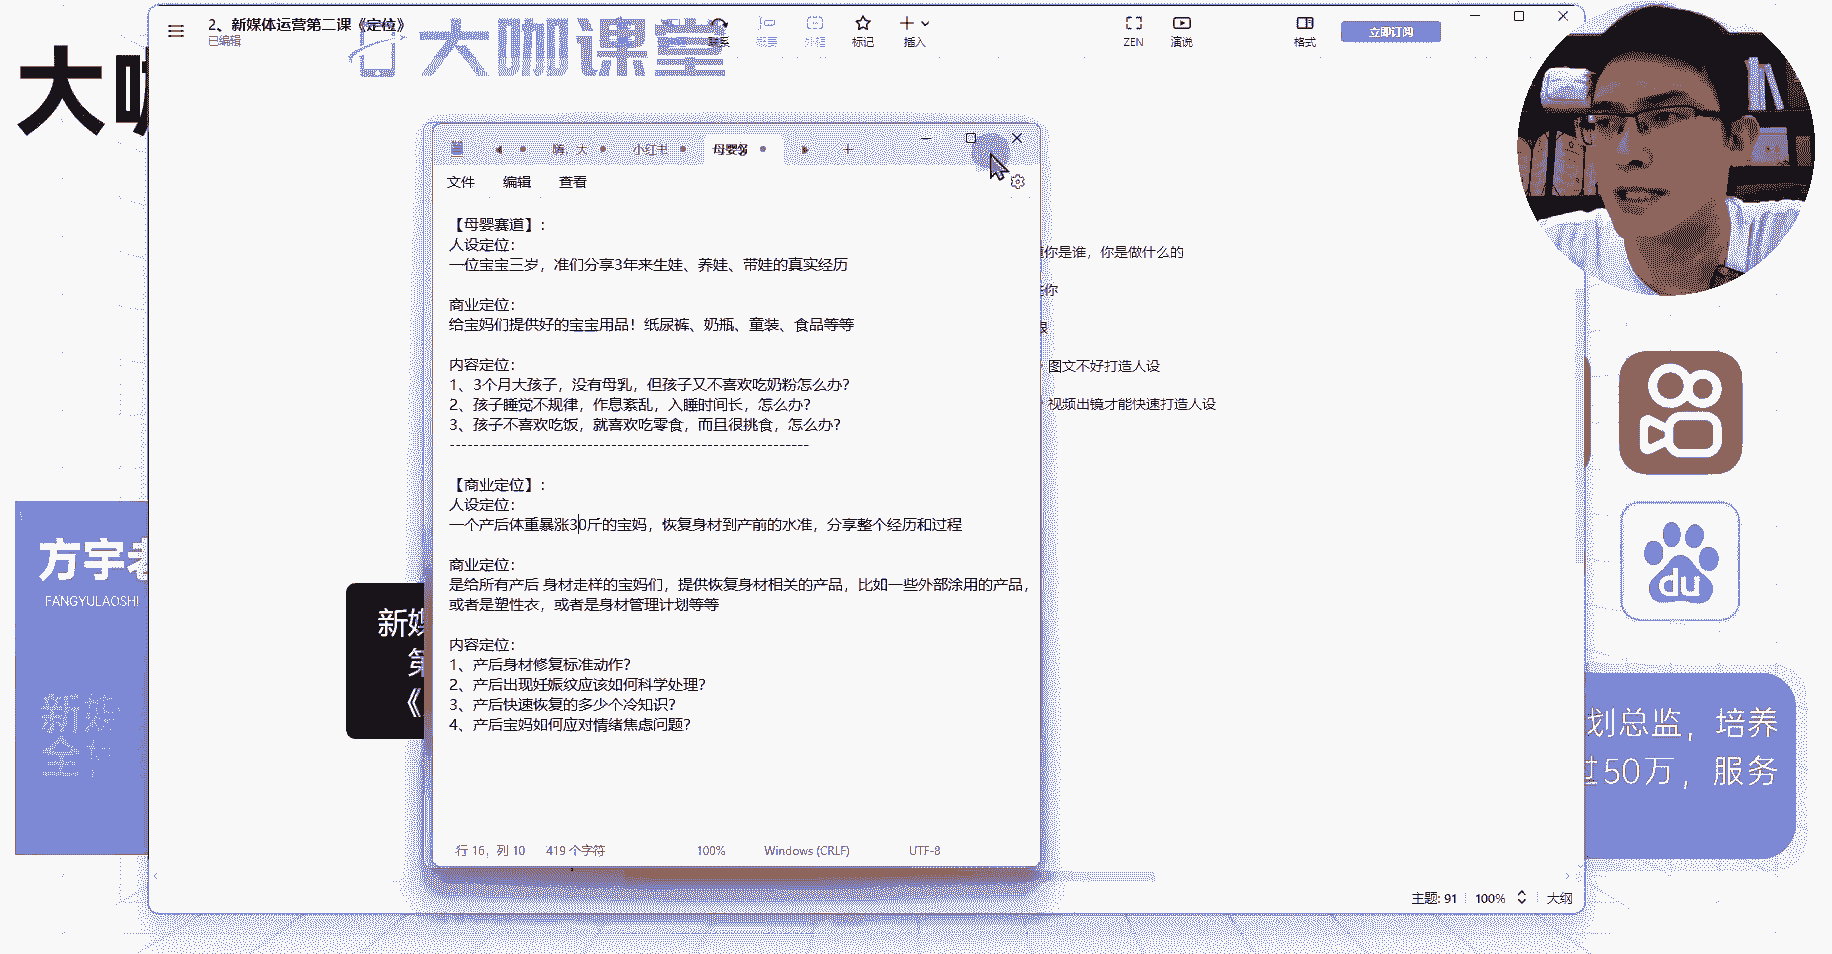 2、新媒体运营第二课《定位》
已编辑
大咖课堂
联系
概要
外框
标记
插入
ZEN
演说
格式
立即订阅
大
嗨，大
小红书
文件
编辑
查看
【母婴赛道】：
人设定位：
一位宝宝三岁，准们分享3年来生娃、养娃、带娃的真实经历
商业定位：
给宝妈们提供好的宝宝用品！纸尿裤、奶瓶、童装、食品等等
内容定位：
1、3个月大孩子，没有母乳，但孩子又不喜欢吃奶粉怎么办？
2、孩子睡觉不规律，作息紊乱，入睡时间长，怎么办？
3、孩子不喜欢吃饭，就喜欢吃零食，而且很挑食，怎么办？
------------------------------------------------------------
【商业定位】：
人设定位：
一个产后体重暴涨30斤的宝妈，恢复身材到产前的水准，分享整个经历和过程
商业定位：
是给所有产后 身材走样的宝妈们，提供恢复身材相关的产品，比如一些外部涂用的产品，
或者是塑性衣，或者是身材管理计划等等
内容定位：
1、产后身材修复标准动作？
2、产后出现妊娠纹应该如何科学处理？
3、产后快速恢复的多少个冷知识？
4、产后宝妈如何应对情绪焦虑问题？
行 16，列 10
419 个字符
100%
Windows (CRLF)
UTF-8
你是谁，你是做什么的
你
图文不好打造人设
视频出镜才能快速打造人设
方宇
FANGYULAOSHI
新媒
全
新媒
第
《
du
划总监，培养
过50万，服务
主题: 91
100%
大纲